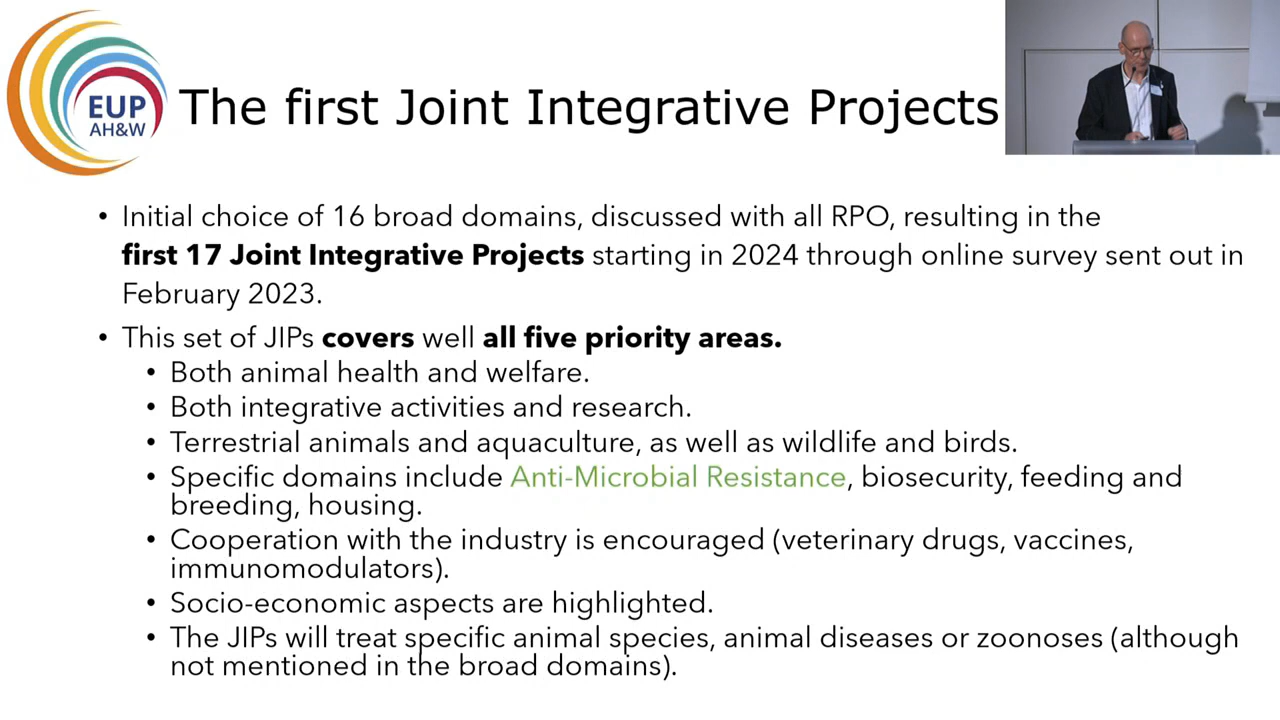 EUP
AH&W
The first Joint Integrative Projects
• Initial choice of 16 broad domains, discussed with all RPO, resulting in the
first 17 Joint Integrative Projects starting in 2024 through online survey sent out in
February 2023.
• This set of JIPs covers well all five priority areas.
• Both animal health and welfare.
• Both integrative activities and research.
• Terrestrial animals and aquaculture, as well as wildlife and birds.
• Specific domains include Anti-Microbial Resistance, biosecurity, feeding and
breeding, housing.
• Cooperation with the industry is encouraged (veterinary drugs, vaccines,
immunomodulators).
• Socio-economic aspects are highlighted.
• The JIPs will treat specific animal species, animal diseases or zoonoses (although
not mentioned in the broad domains).